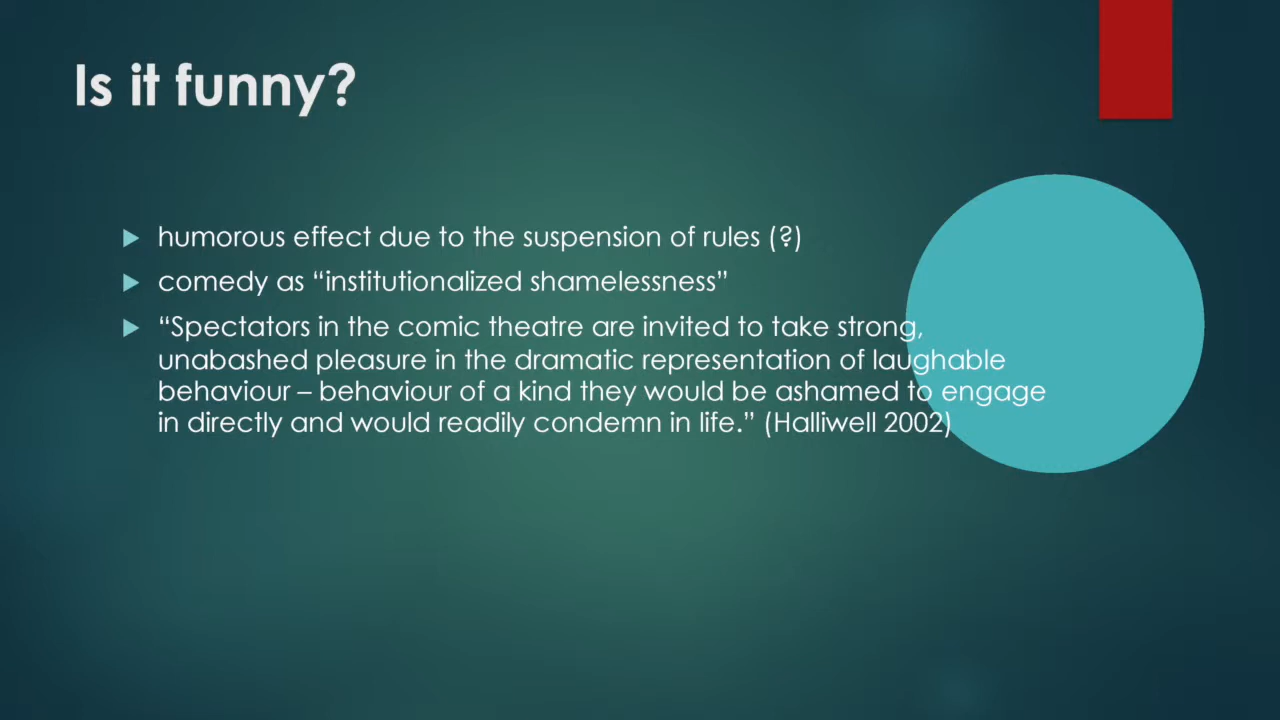 Is it funny?
humorous effect due to the suspension of rules (?)
comedy as “institutionalized shamelessness”
“Spectators in the comic theatre are invited to take strong,
unabashed pleasure in the dramatic representation of laughable
behaviour – behaviour of a kind they would be ashamed to engage
in directly and would readily condemn in life.” (Halliwell 2002)